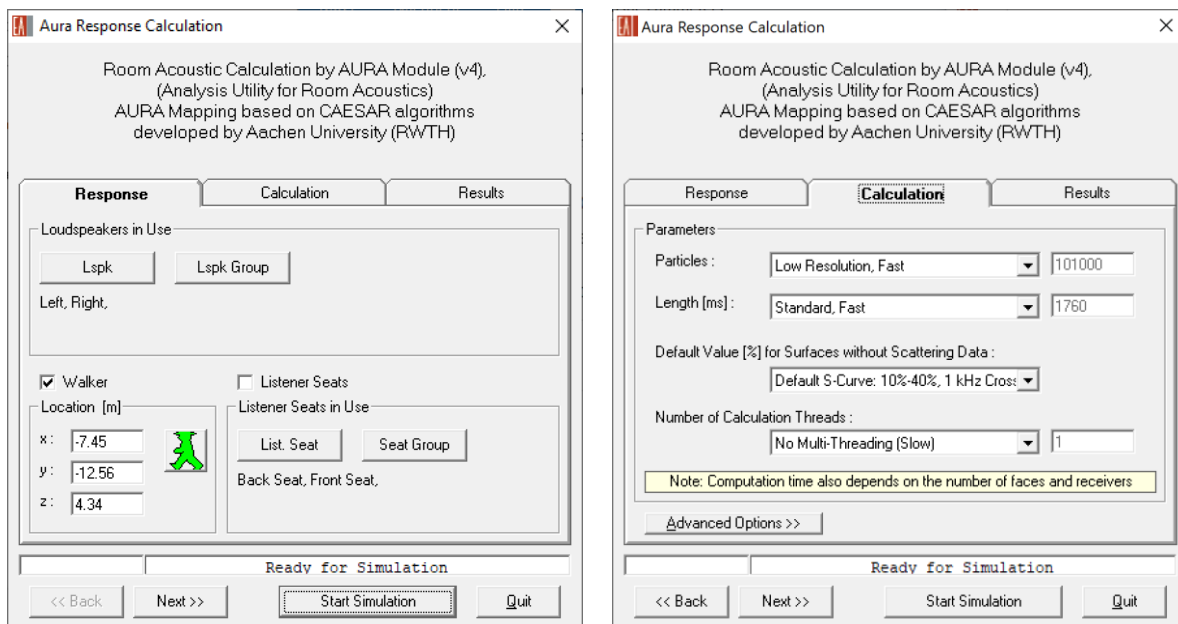 Aura Response Calculation
Room Acoustic Calculation by AURA Module (v4),
(Analysis Utility for Room Acoustics)
AURA Mapping based on CAESAR algorithms
developed by Aachen University (RWTH)
Response Calculation Results
Loudspeakers in Use
Lspk Lspk Group
Left, Right,
Walker Listener Seats
Location [m] Listener Seats in Use
x: -7.45
List. Seat Seat Group
y: -12.56
Back Seat, Front Seat,
z: 4.34
Ready for Simulation
<< Back Next >> Start Simulation Quit
Aura Response Calculation
Room Acoustic Calculation by AURA Module (v4),
(Analysis Utility for Room Acoustics)
AURA Mapping based on CAESAR algorithms
developed by Aachen University (RWTH)
Response Calculation Results
Parameters
Particles : Low Resolution, Fast 101000
Length [ms] : Standard, Fast 1760
Default Value [%] for Surfaces without Scattering Data :
Default S-Curve: 10%-40%, 1 kHz Cross
Number of Calculation Threads :
No Multi-Threading (Slow) 1
Note: Computation time also depends on the number of faces and receivers
Advanced Options >>
Ready for Simulation
<< Back Next >> Start Simulation Quit